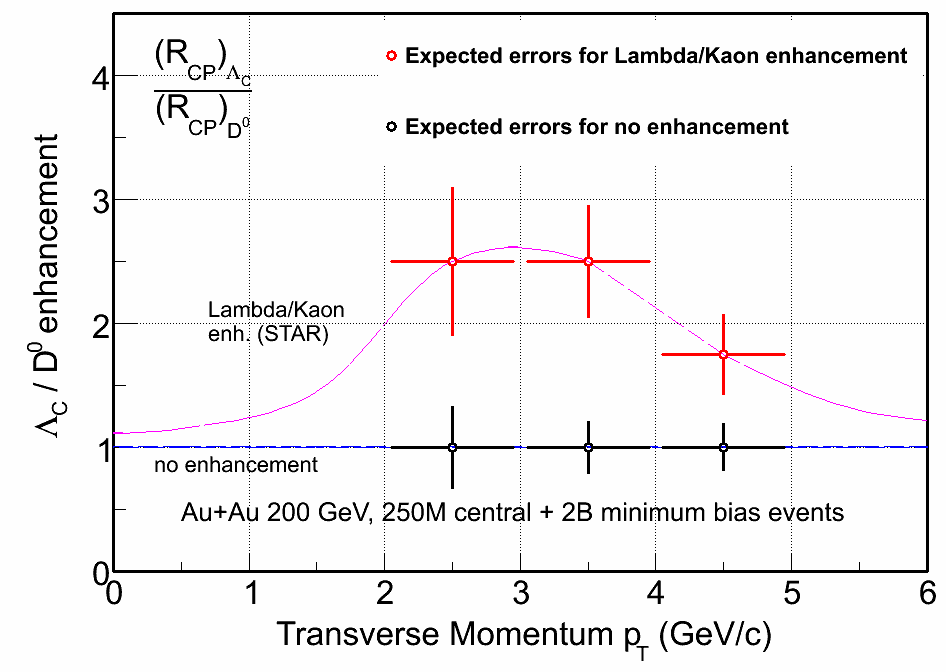 (R_CP)_Λ_C
(R_CP)_D⁰
Expected errors for Lambda/Kaon enhancement
Expected errors for no enhancement
Λ_C / D⁰ enhancement
4
3
2
1
0
Lambda/Kaon
enh. (STAR)
no enhancement
Au+Au 200 GeV, 250M central + 2B minimum bias events
0 1 2 3 4 5 6
Transverse Momentum p_T (GeV/c)